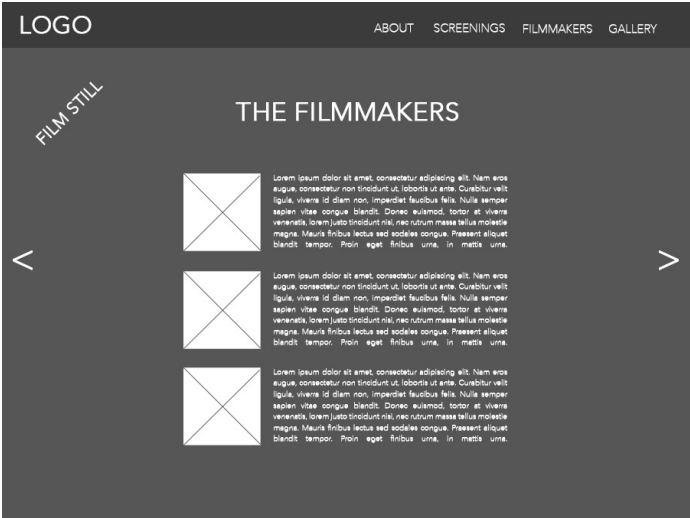 LOGO
ABOUT SCREENINGS FILMMAKERS GALLERY
FILM STILL
THE FILMMAKERS
Lorem ipsum dolor sit amet, consectetur adipiscing elit. Nam eros
augue, consectetur non tincidunt ut, lobortis ut ante. Curabitur velit
ligula, viverra id diam non, imperdiet faucibus felis. Nulla semper
sapien vitae congue blandit. Donec euismod, tortor at viverra
venenatis, lorem justo tincidunt nisl, nec rutrum massa tellus molestie
magna. Mauris finibus lectus sed sodales congue. Praesent aliquet
blandit tempor. Proin eget finibus urna, in mattis urna.
<
>
Lorem ipsum dolor sit amet, consectetur adipiscing elit. Nam eros
augue, consectetur non tincidunt ut, lobortis ut ante. Curabitur velit
ligula, viverra id diam non, imperdiet faucibus felis. Nulla semper
sapien vitae congue blandit. Donec euismod, tortor at viverra
venenatis, lorem justo tincidunt nisl, nec rutrum massa tellus molestie
magna. Mauris finibus lectus sed sodales congue. Praesent aliquet
blandit tempor. Proin eget finibus urna, in mattis urna.
Lorem ipsum dolor sit amet, consectetur adipiscing elit. Nam eros
augue, consectetur non tincidunt ut, lobortis ut ante. Curabitur velit
ligula, viverra id diam non, imperdiet faucibus felis. Nulla semper
sapien vitae congue blandit. Donec euismod, tortor at viverra
venenatis, lorem justo tincidunt nisl, nec rutrum massa tellus molestie
magna. Mauris finibus lectus sed sodales congue. Praesent aliquet
blandit tempor. Proin eget finibus urna, in mattis urna.